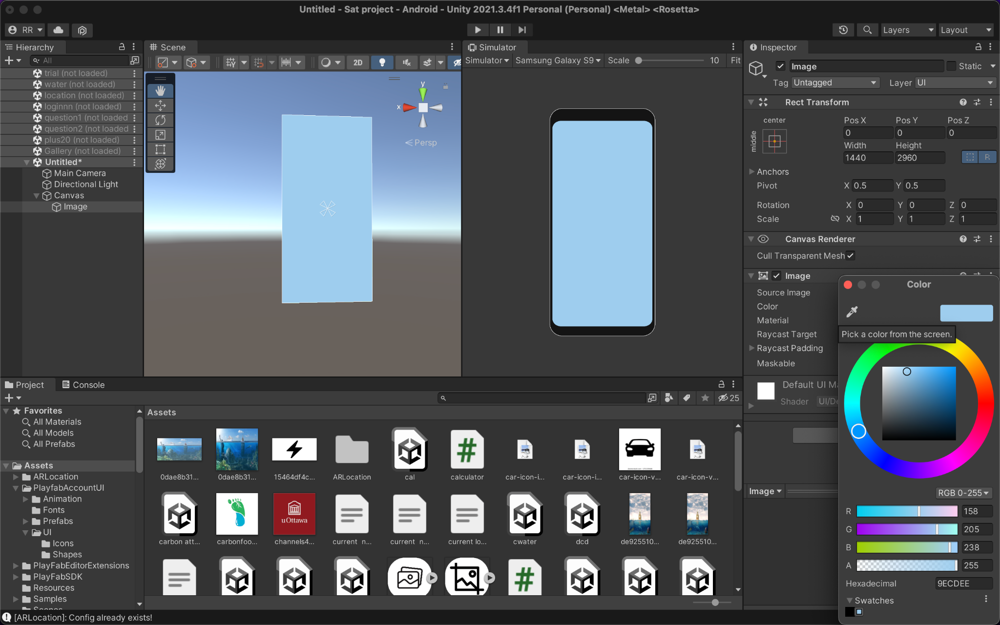 Untitled - Sat project - Android - Unity 2021.3.4f1 Personal (Personal) <Metal> <Rosetta>
RR
Layers
Layout
Hierarchy
Scene
Simulator
Inspector
All
2D
Simulator
Samsung Galaxy S9
Scale
10
Fit
Image
Static
Tag
Untagged
Layer
UI
trial (not loaded)
water (not loaded)
location (not loaded)
loginnn (not loaded)
question1 (not loaded
question2 (not loaded
plus20 (not loaded)
Gallery (not loaded)
Untitled*
Main Camera
Directional Light
Canvas
Image
y
x
Persp
Rect Transform
center
middle
Pos X
Pos Y
Pos Z
0
0
0
Width
Height
1440
2960
R
Anchors
Pivot
X 0.5
Y 0.5
Rotation
X 0
Y 0
Z 0
Scale
X 1
Y 1
Z 1
Canvas Renderer
Cull Transparent Mesh
Image
Source Image
Color
Material
Raycast Target
Raycast Padding
Maskable
Default UI Ma
Shader
UI/De
Image
Color
Pick a color from the screen.
RGB 0-255
R
158
G
205
B
238
A
255
Hexadecimal
9ECDEE
Swatches
Project
Console
25
Favorites
All Materials
All Models
All Prefabs
Assets
ARLocation
PlayfabAccountUI
Animation
Fonts
Prefabs
UI
Icons
Shapes
PlayFabEditorExtensions
PlayFabSDK
Resources
Samples
Scenes
Assets
0dae8b31...
0dae8b31...
15464df4c...
ARLocation
cal
calculator
car-icon-i...
car-icon-i...
car-icon-v...
car-icon-v...
uOttawa
carbon att...
carbonfoo...
channels4...
current n...
current n...
current lo...
cwater
dcd
de925510...
de925510...
[ARLocation]: Config already exists!